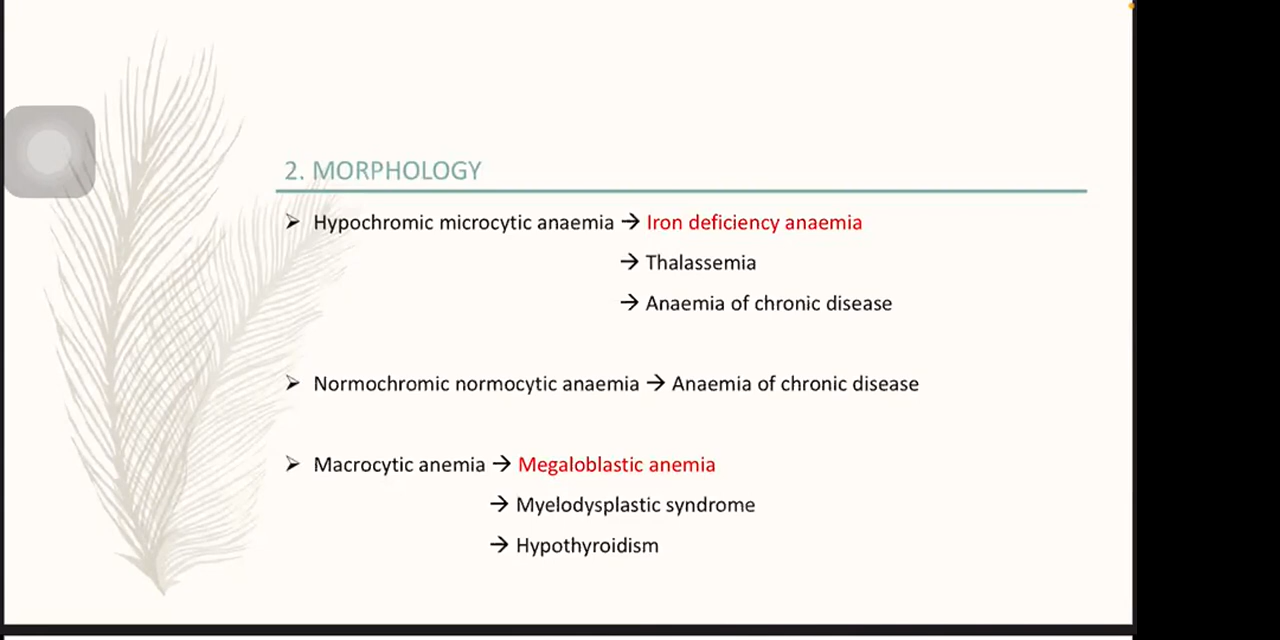 2. MORPHOLOGY
➢ Hypochromic microcytic anaemia → Iron deficiency anaemia
→ Thalassemia
→ Anaemia of chronic disease
➢ Normochromic normocytic anaemia → Anaemia of chronic disease
➢ Macrocytic anemia → Megaloblastic anemia
→ Myelodysplastic syndrome
→ Hypothyroidism